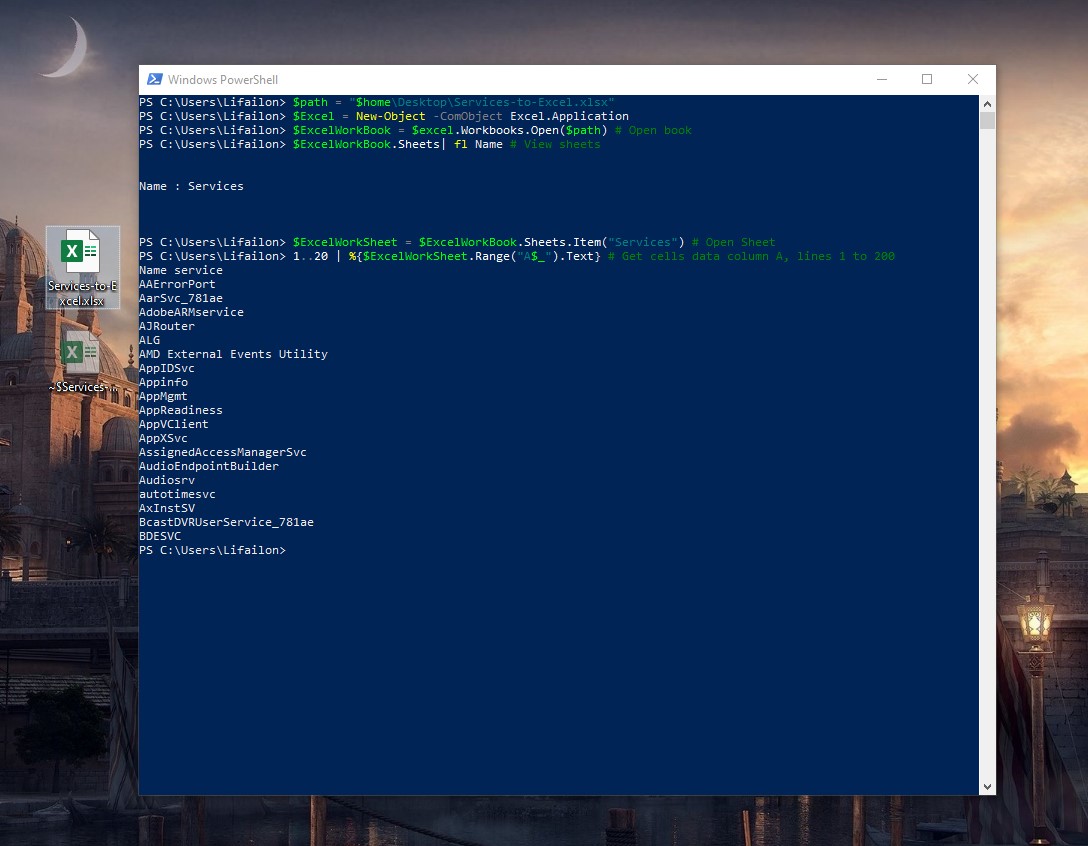 Windows PowerShell
PS C:\Users\Lifailon> $path = "$home\Desktop\Services-to-Excel.xlsx"
PS C:\Users\Lifailon> $Excel = New-Object -ComObject Excel.Application
PS C:\Users\Lifailon> $ExcelWorkBook = $excel.Workbooks.Open($path) # Open book
PS C:\Users\Lifailon> $ExcelWorkBook.Sheets| fl Name # View sheets
Name : Services
PS C:\Users\Lifailon> $ExcelWorkSheet = $ExcelWorkBook.Sheets.Item("Services") # Open Sheet
PS C:\Users\Lifailon> 1..20 | %{$ExcelWorkSheet.Range("A$_").Text} # Get cells data column A, lines 1 to 200
Name service
AAErrorPort
AarSvc_781ae
AdobeARMservice
AJRouter
ALG
AMD External Events Utility
AppIDSvc
Appinfo
AppMgmt
AppReadiness
AppVClient
AppXSvc
AssignedAccessManagerSvc
AudioEndpointBuilder
Audiosrv
autotimesvc
AxInstSV
BcastDVRUserService_781ae
BDESVC
PS C:\Users\Lifailon>
X
Services-to-E
xcel.xlsx
X
~$Services-...